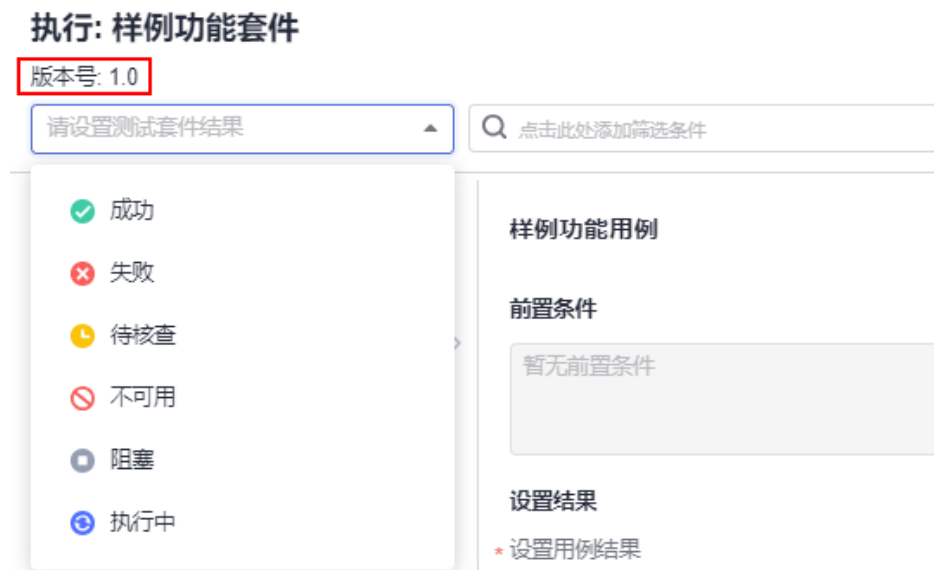 执行: 样例功能套件
版本号: 1.0
请设置测试套件结果
点击此处添加筛选条件
成功
失败
待核查
不可用
阻塞
执行中
样例功能用例
前置条件
暂无前置条件
设置结果
* 设置用例结果